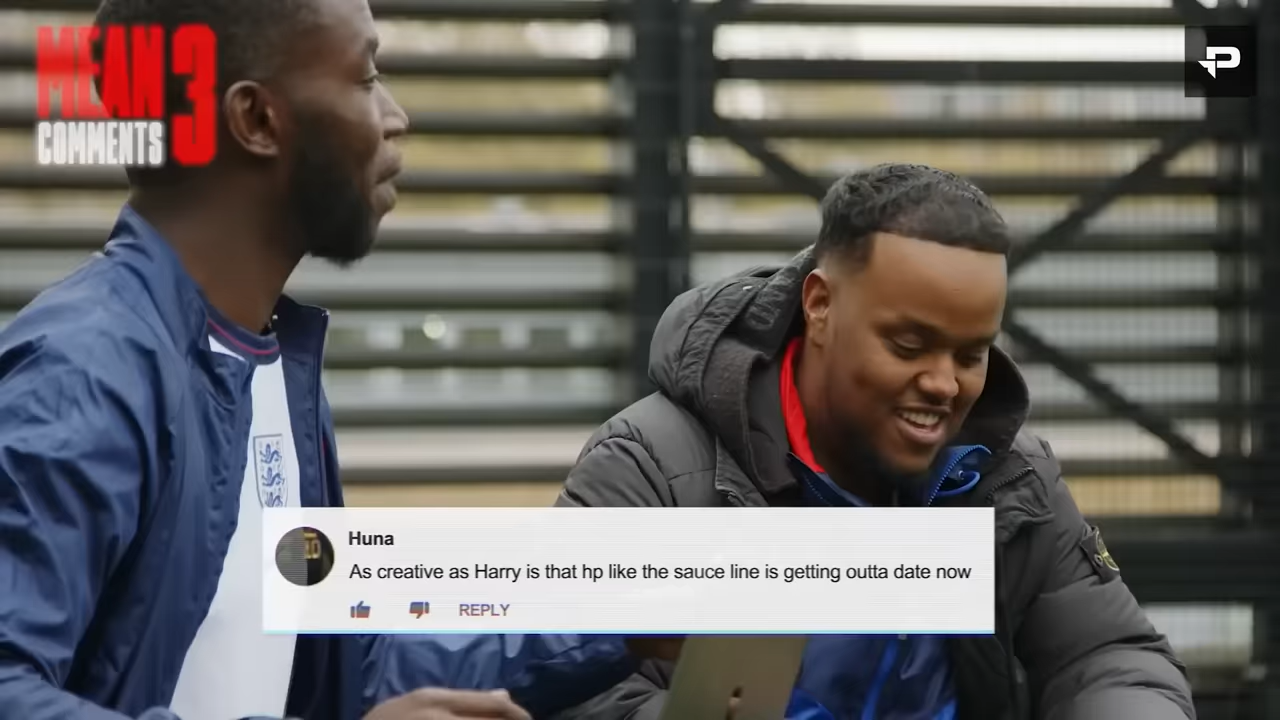 MEAN 3
COMMENTS
P
Huna
As creative as Harry is that hp like the sauce line is getting outta date now
REPLY